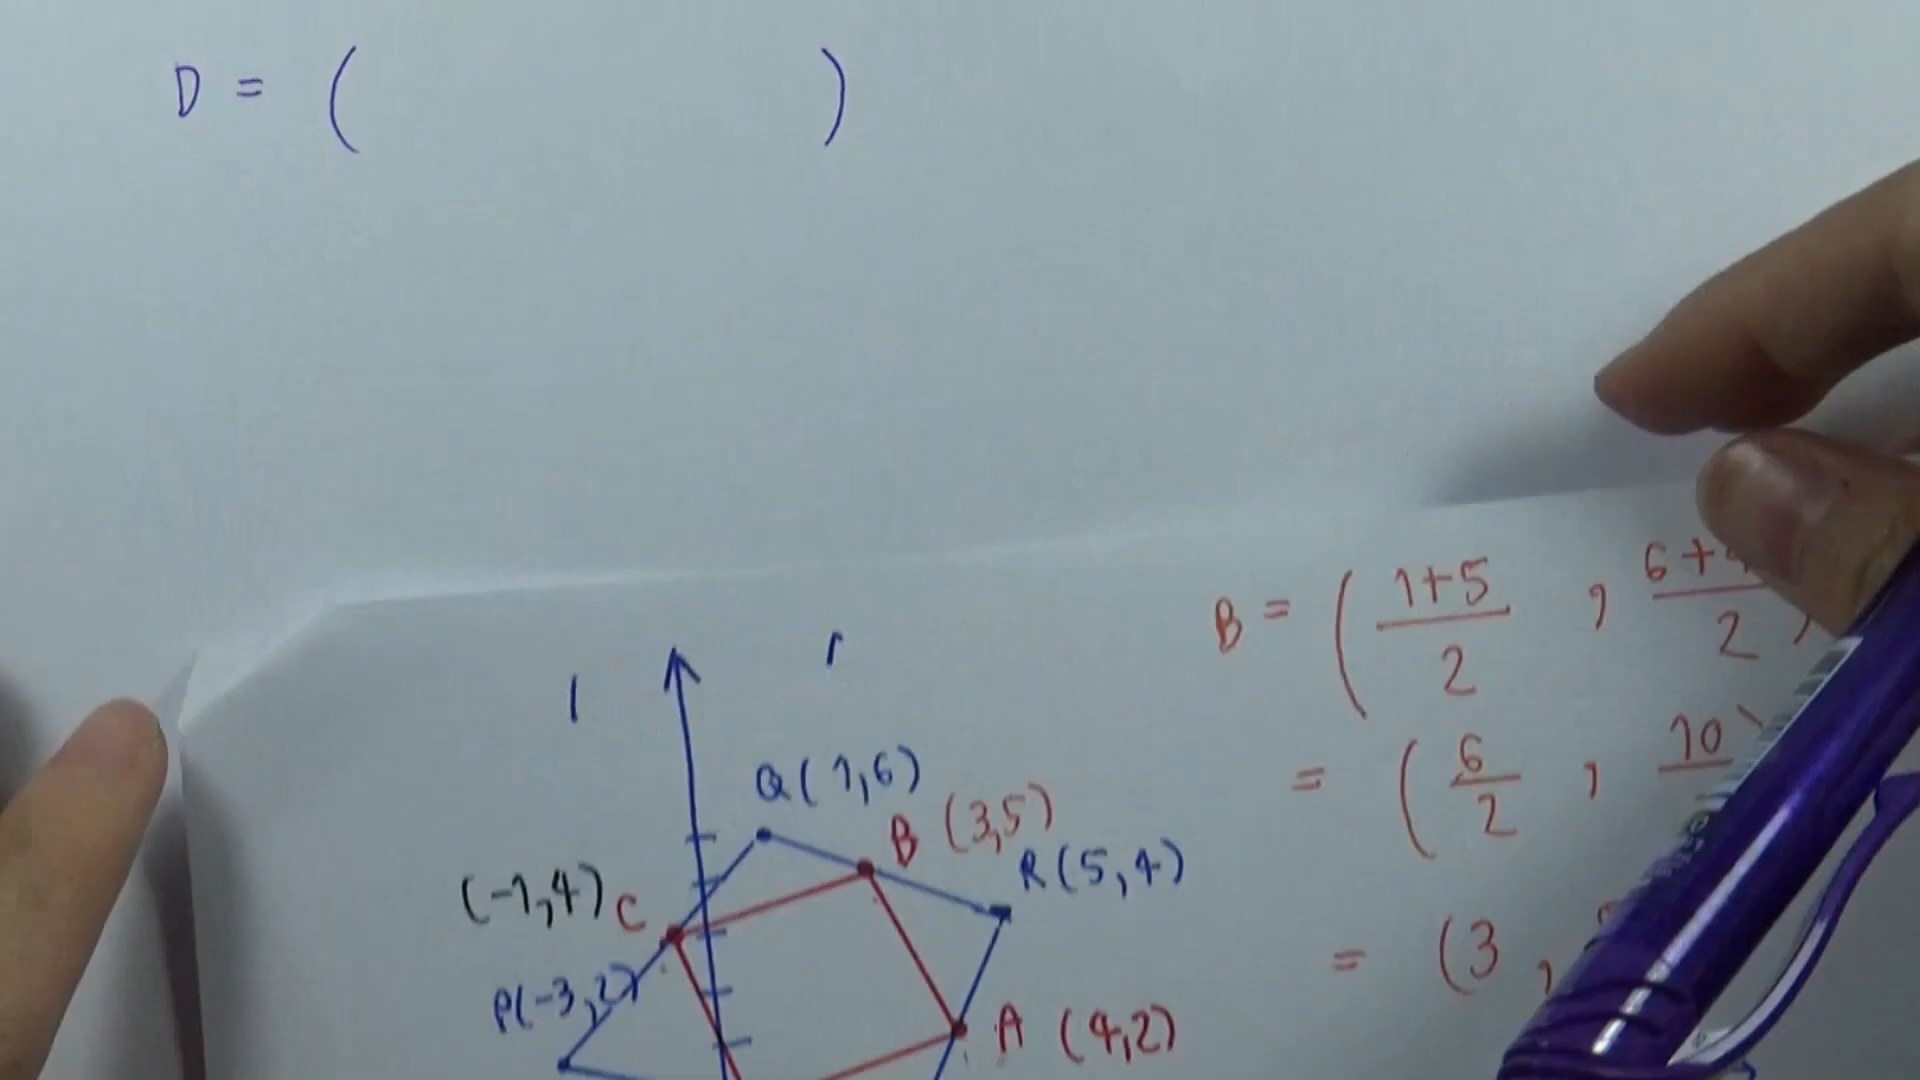 D = ( )
B = ( 1+5 / 2 , 6+ / 2
= ( 6/2 , 10
= (3 ,
Q(1,6)
B (3,5)
R(5,4)
(-1,4) C
P(-3,2)
A (4,2)